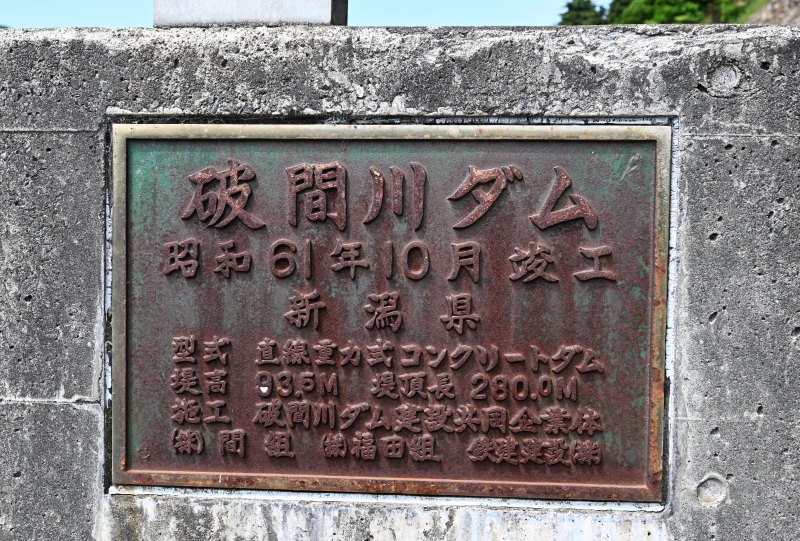 破間川ダム
昭和61年10月竣工
新潟県
型式 直線重力式コンクリートダム
堤高 93.5M 堤頂長 280.0M
施工 破間川ダム建設共同企業体
㈱間組 ㈱福田組 鉄建建設㈱